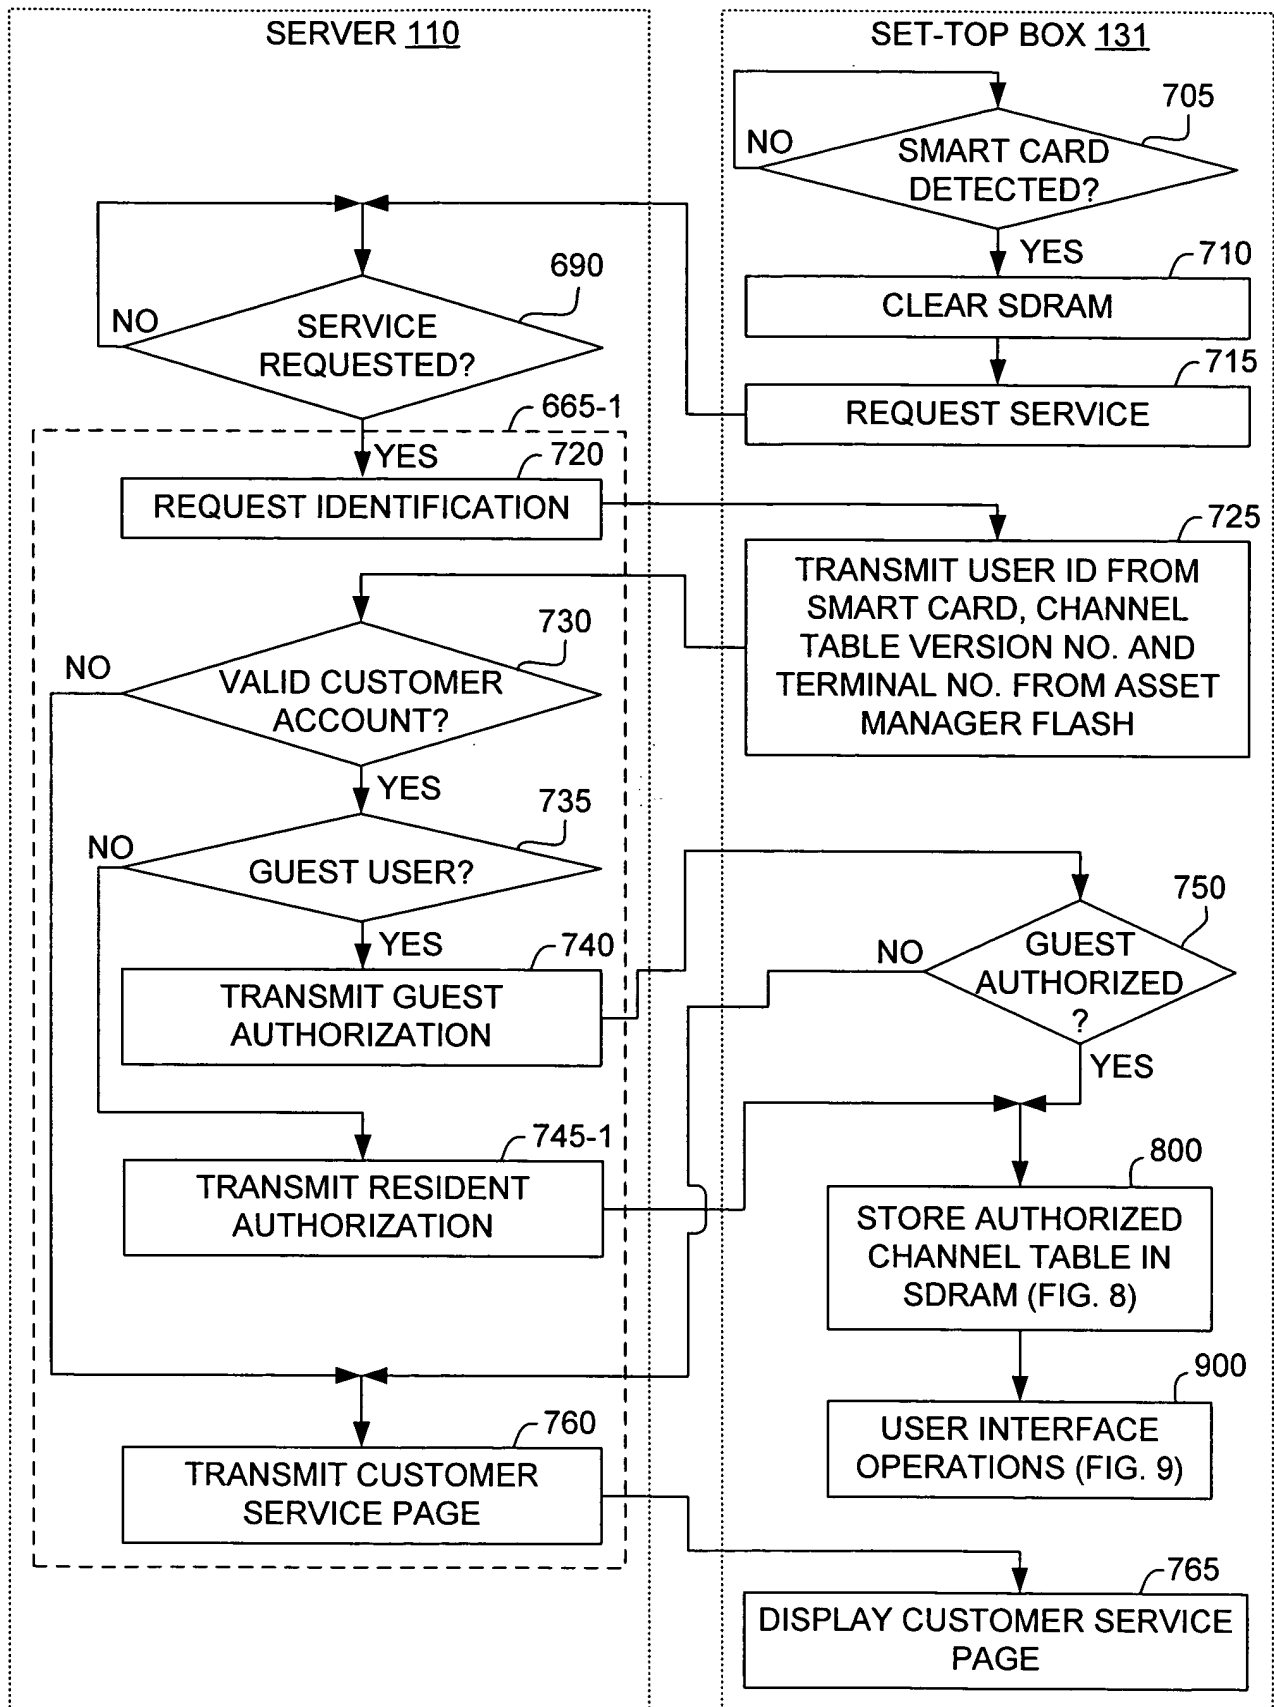 SERVER 110
SET-TOP BOX 131
705
NO
SMART CARD
DETECTED?
YES
710
CLEAR SDRAM
690
NO
SERVICE
REQUESTED?
715
REQUEST SERVICE
665-1
YES
720
REQUEST IDENTIFICATION
725
TRANSMIT USER ID FROM
SMART CARD, CHANNEL
TABLE VERSION NO. AND
TERMINAL NO. FROM ASSET
MANAGER FLASH
730
NO
VALID CUSTOMER
ACCOUNT?
YES
735
NO
GUEST USER?
YES
740
TRANSMIT GUEST
AUTHORIZATION
750
NO
GUEST
AUTHORIZED
?
YES
745-1
TRANSMIT RESIDENT
AUTHORIZATION
800
STORE AUTHORIZED
CHANNEL TABLE IN
SDRAM (FIG. 8)
900
USER INTERFACE
OPERATIONS (FIG. 9)
760
TRANSMIT CUSTOMER
SERVICE PAGE
765
DISPLAY CUSTOMER SERVICE
PAGE